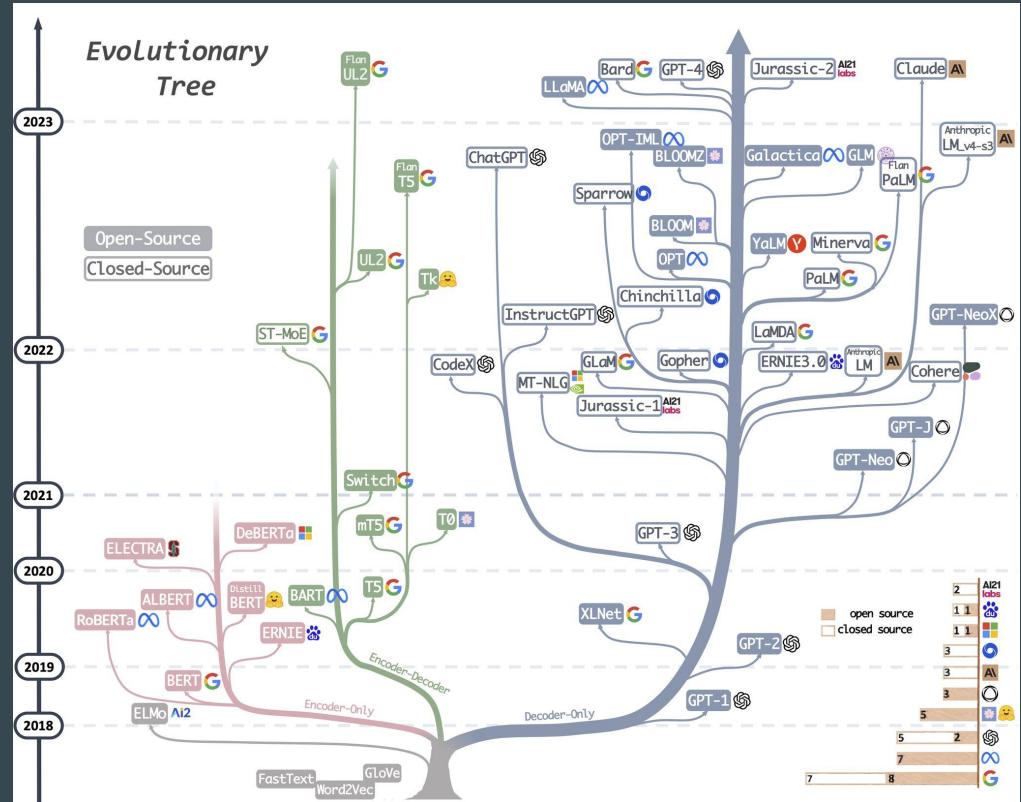 Evolutionary
Tree
Flan
UL2
Bard
GPT-4
Jurassic-2
AI21
labs
Claude
A\
LLaMA
2023
OPT-IML
BLOOMZ
ChatGPT
Galactica
GLM
Anthropic
LM_v4-s3
A\
Flan
T5
Flan
PaLM
Sparrow
Open-Source
Closed-Source
BLOOM
YaLM
Y
Minerva
UL2
OPT
Tk
PaLM
Chinchilla
InstructGPT
GPT-NeoX
ST-MoE
LaMDA
2022
CodeX
GLaM
Gopher
ERNIE3.0
Anthropic
LM
A\
Cohere
MT-NLG
Jurassic-1
AI21
labs
GPT-J
GPT-Neo
Switch
2021
mT5
T0
DeBERTa
GPT-3
ELECTRA
2020
Distill
BERT
BART
T5
ALBERT
RoBERTa
XLNet
ERNIE
GPT-2
2019
Encoder-Decoder
BERT
Encoder-Only
GPT-1
ELMo
Ai2
Decoder-Only
2018
FastText
GloVe
Word2Vec
open source
closed source
2
AI21
labs
1 1
1 1
3
3
A\
3
5
5 2
7
7 8